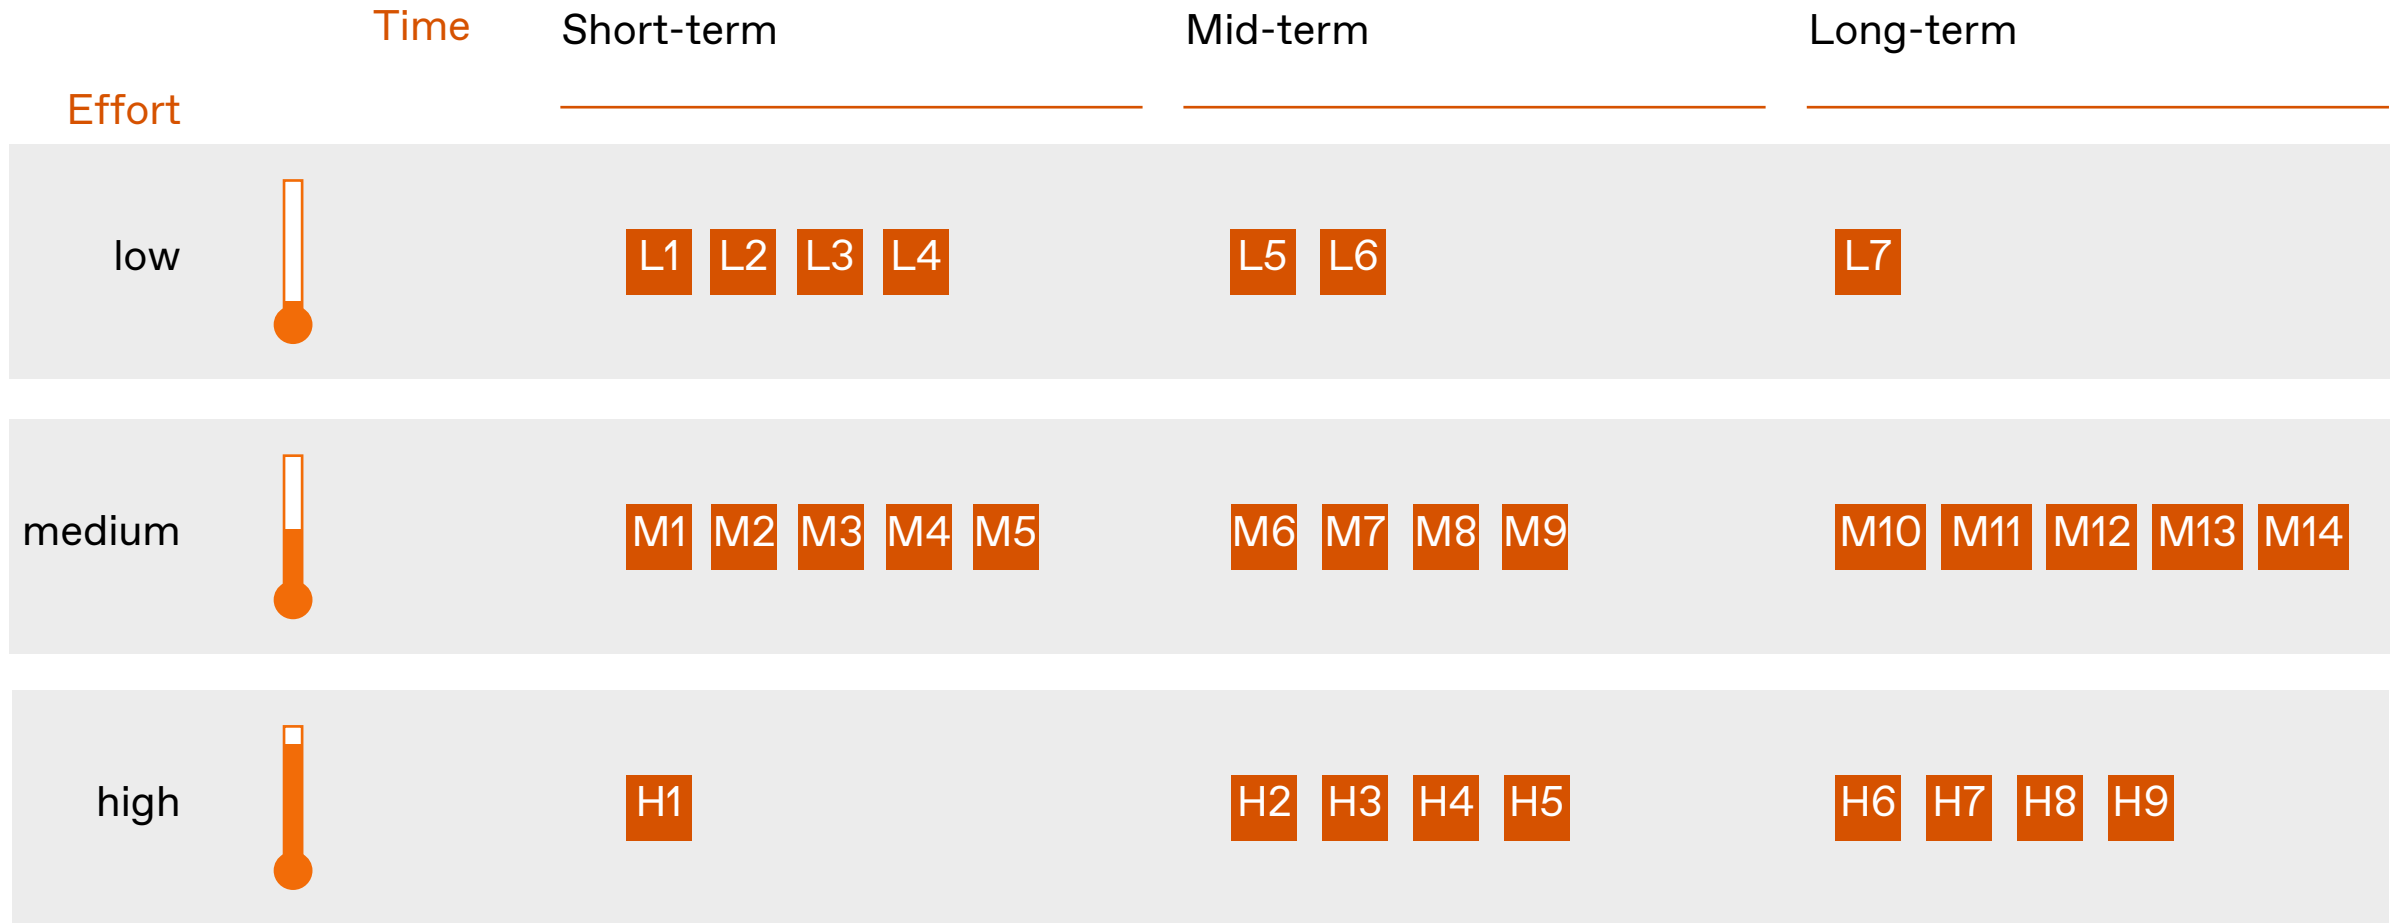 Time Short-term Mid-term Long-term
Effort
low L1 L2 L3 L4 L5 L6 L7
medium M1 M2 M3 M4 M5 M6 M7 M8 M9 M10 M11 M12 M13 M14
high H1 H2 H3 H4 H5 H6 H7 H8 H9